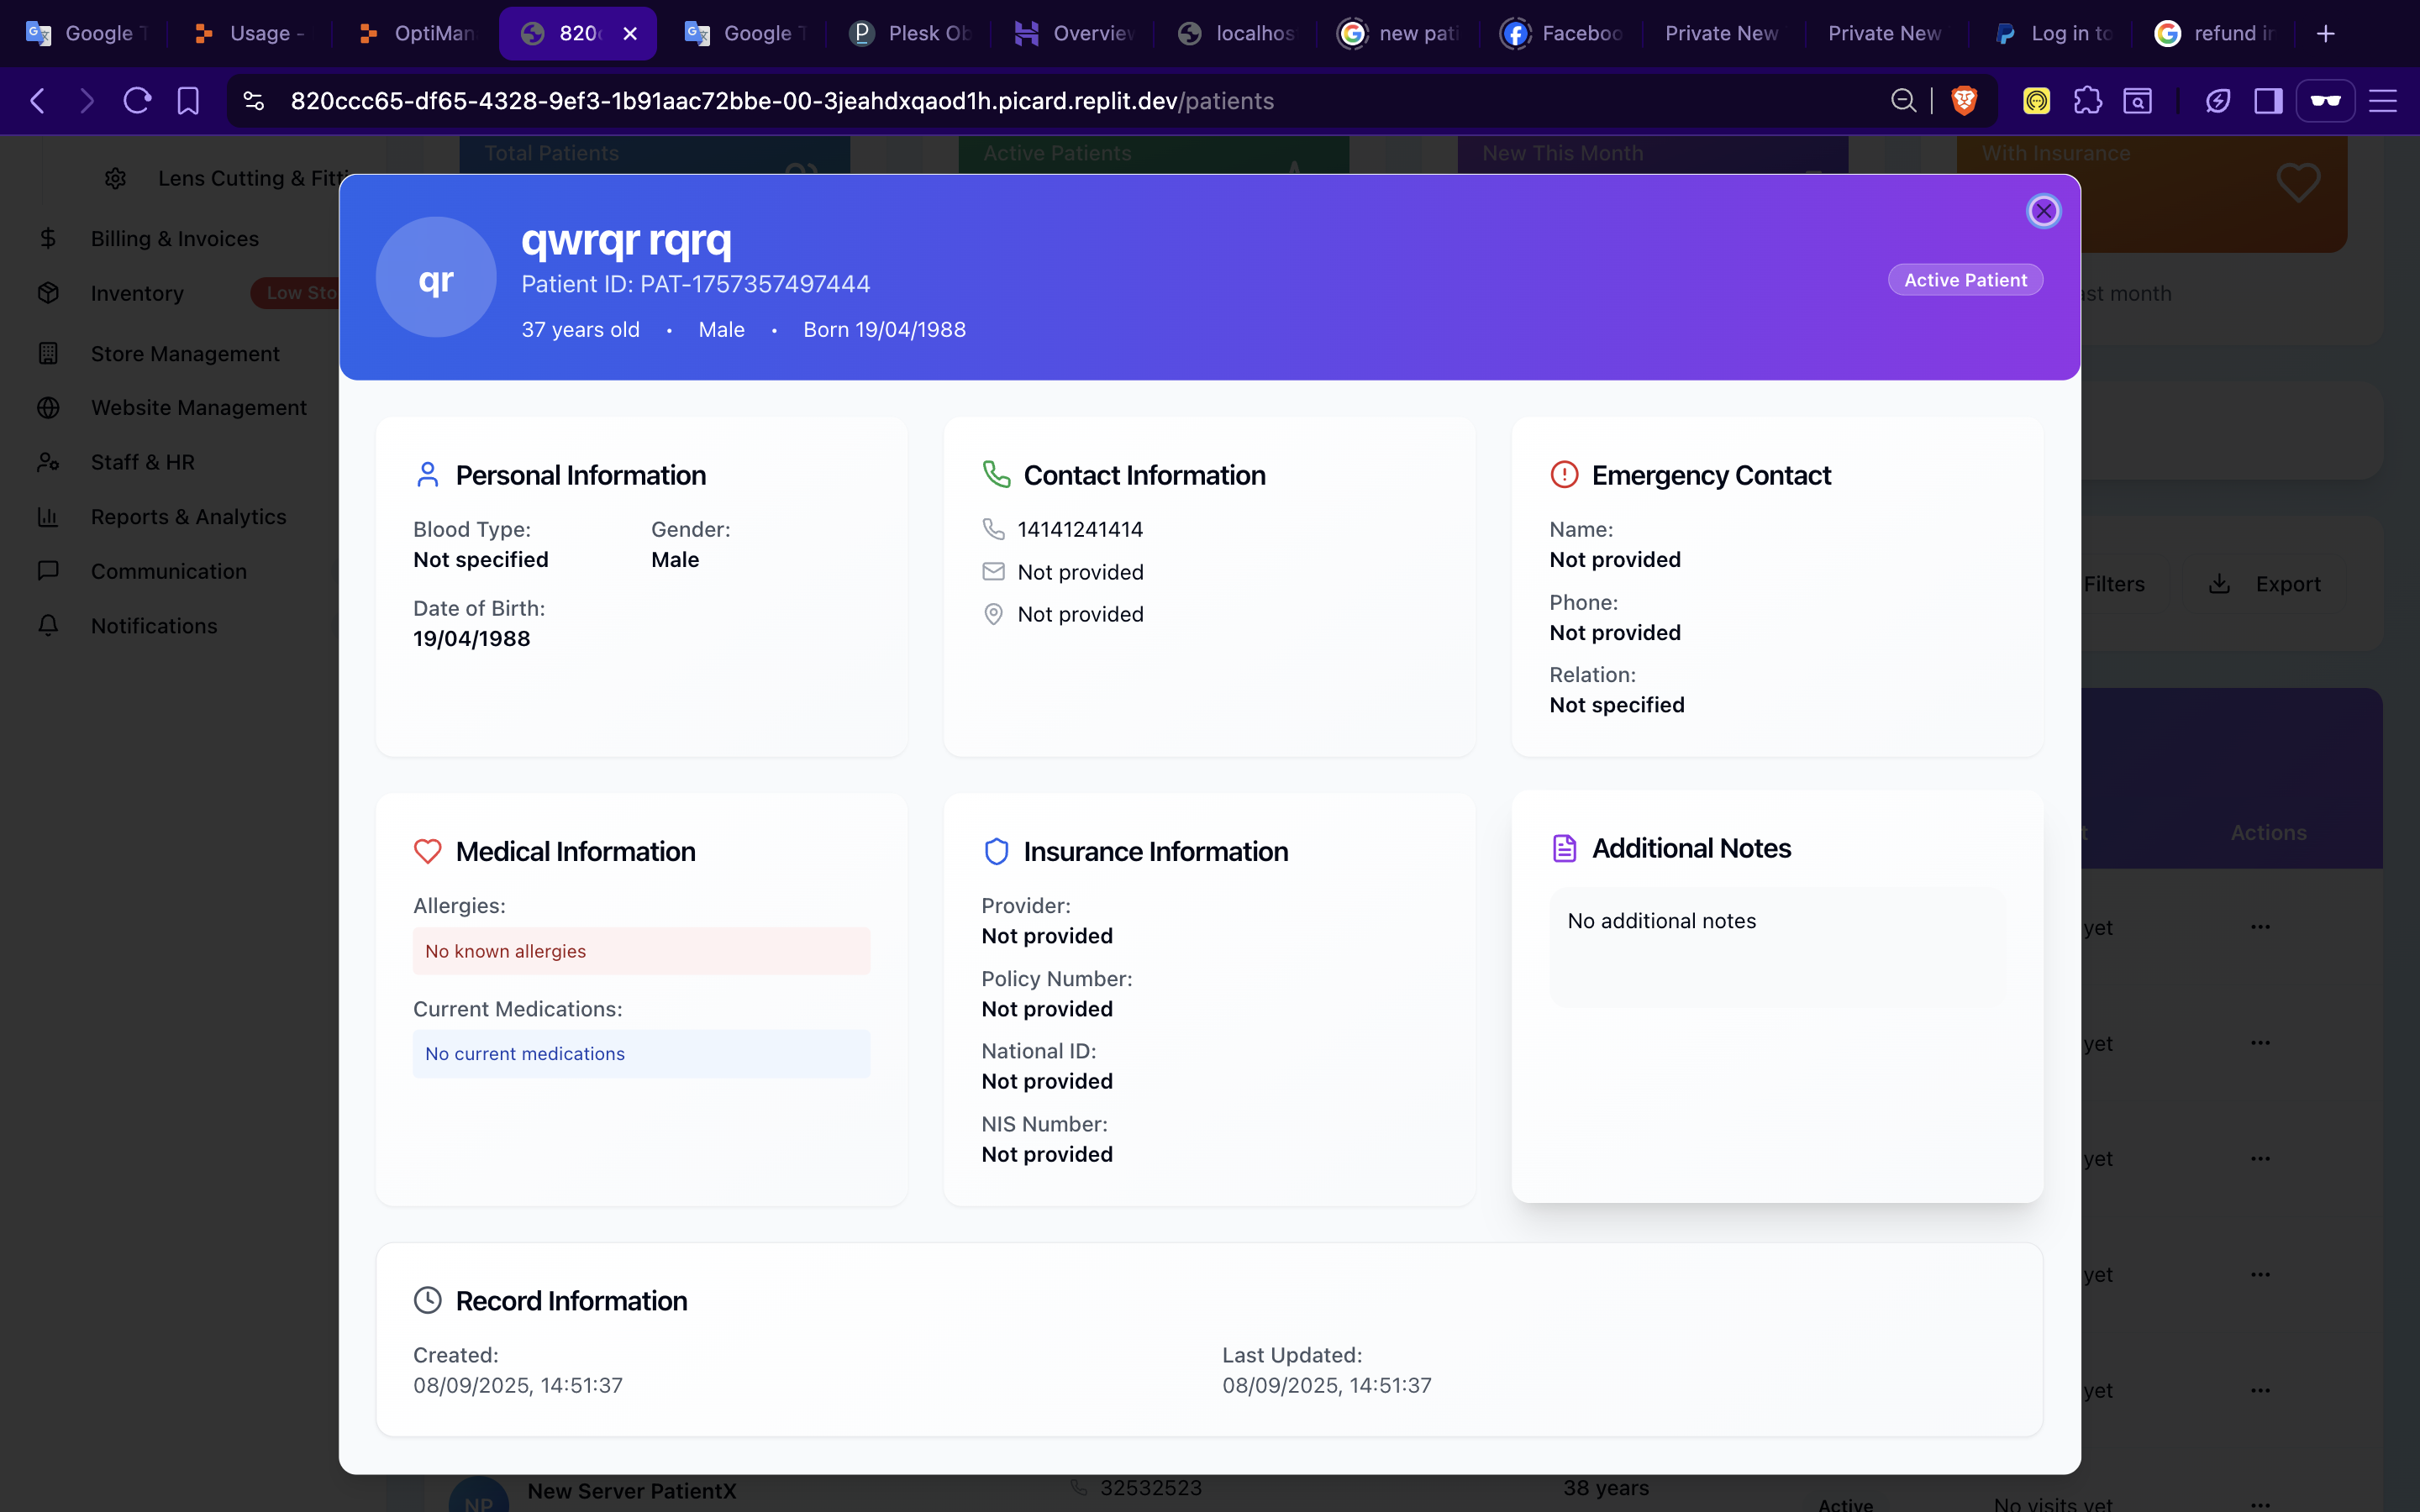 Google T
Usage -
OptiMan
820c
Google T
Plesk Ob
Overview
localhos
new pati
Faceboo
Private New
Private New
Log in to
refund in
820ccc65-df65-4328-9ef3-1b91aac72bbe-00-3jeahdxqaod1h.picard.replit.dev/patients
Total Patients
Active Patients
New This Month
With Insurance
Lens Cutting & Fitti
Billing & Invoices
Inventory
Low Sto
Store Management
Website Management
Staff & HR
Reports & Analytics
Communication
Notifications
qr
qwrqr rqrq
Patient ID: PAT-1757357497444
37 years old • Male • Born 19/04/1988
Active Patient
ast month
Personal Information
Blood Type:
Not specified
Gender:
Male
Date of Birth:
19/04/1988
Contact Information
14141241414
Not provided
Not provided
Emergency Contact
Name:
Not provided
Phone:
Not provided
Relation:
Not specified
Filters
Export
Medical Information
Allergies:
No known allergies
Current Medications:
No current medications
Insurance Information
Provider:
Not provided
Policy Number:
Not provided
National ID:
Not provided
NIS Number:
Not provided
Additional Notes
No additional notes
t
Actions
yet
yet
yet
yet
yet
Record Information
Created:
08/09/2025, 14:51:37
Last Updated:
08/09/2025, 14:51:37
NP
New Server PatientX
32532523
38 years
Active
No visits yet